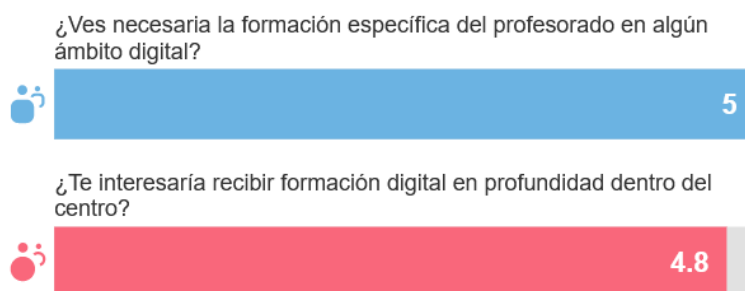 ¿Ves necesaria la formación específica del profesorado en algún
ámbito digital?
5
¿Te interesaría recibir formación digital en profundidad dentro del
centro?
4.8